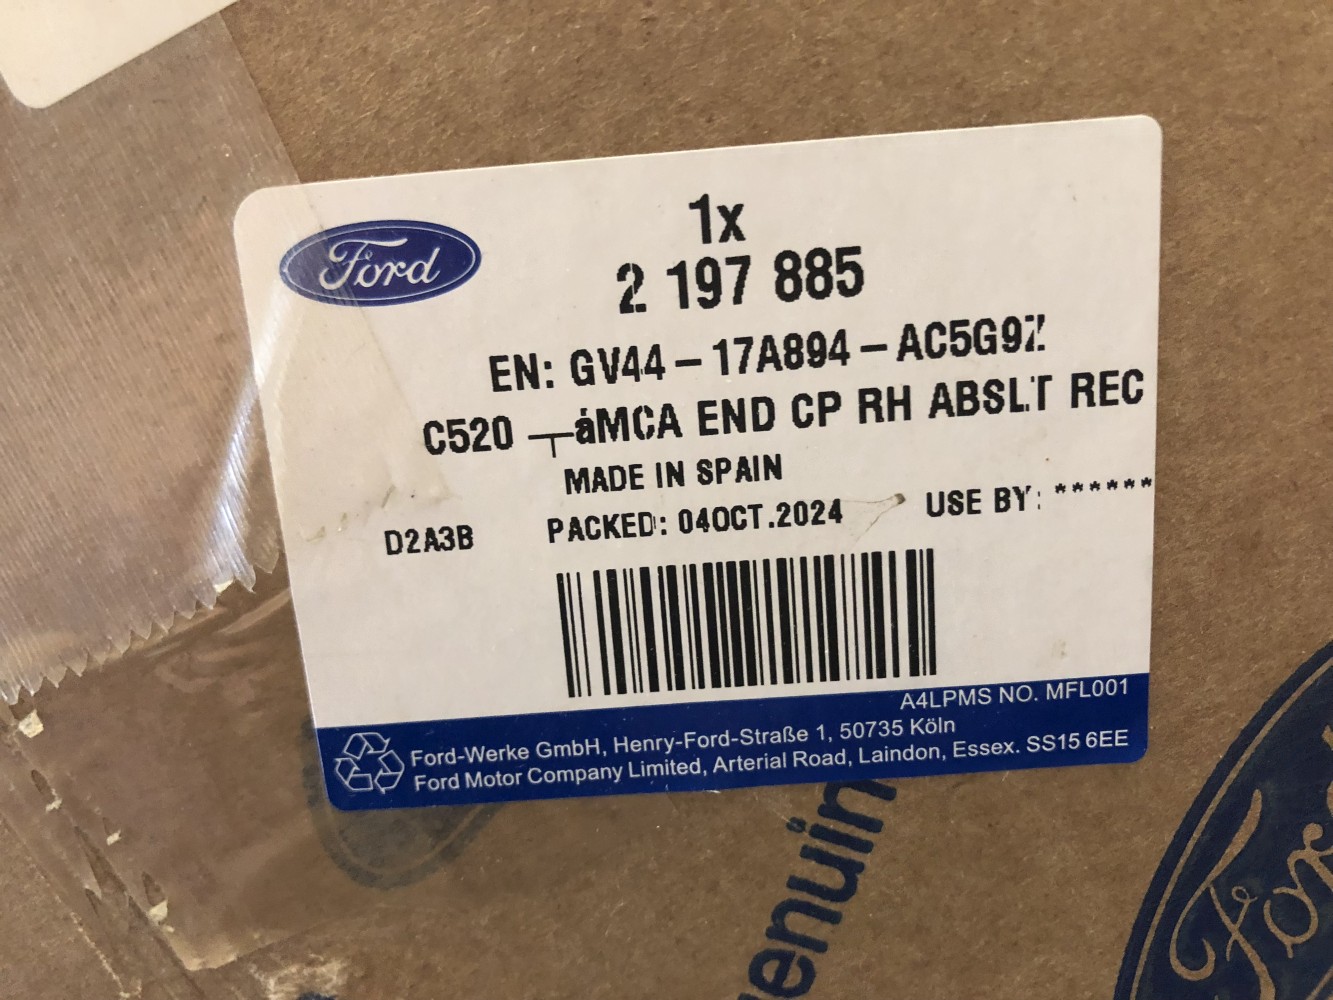 Ford
1x
2 197 885
EN: GV44-17A894-AC5G9Z
C520 -┬áMCA END CP RH ABSLT REC
MADE IN SPAIN
D2A3B PACKED: 04OCT.2024 USE BY: ******
A4LPMS NO. MFL001
Ford-Werke GmbH, Henry-Ford-Straße 1, 50735 Köln
Ford Motor Company Limited, Arterial Road, Laindon, Essex. SS15 6EE
enuin
Ford